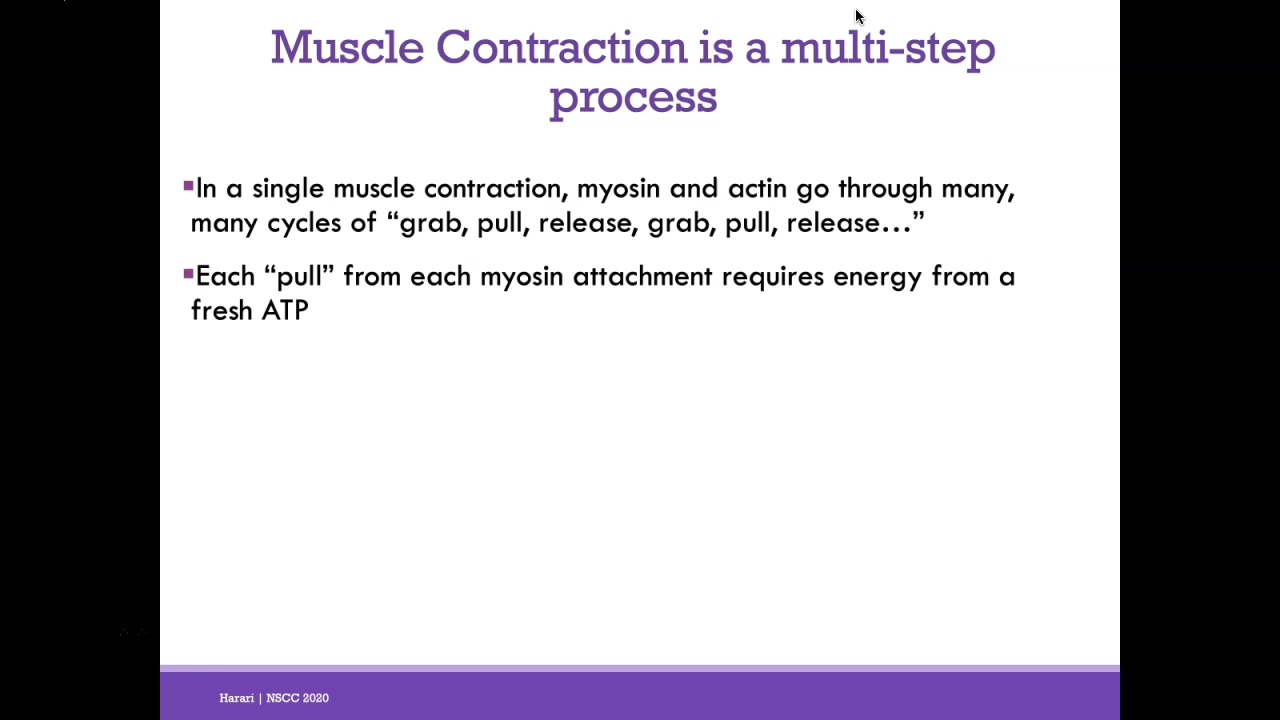 Muscle Contraction is a multi-step
process
▪In a single muscle contraction, myosin and actin go through many,
many cycles of “grab, pull, release, grab, pull, release…”
▪Each “pull” from each myosin attachment requires energy from a
fresh ATP
Harari | NSCC 2020